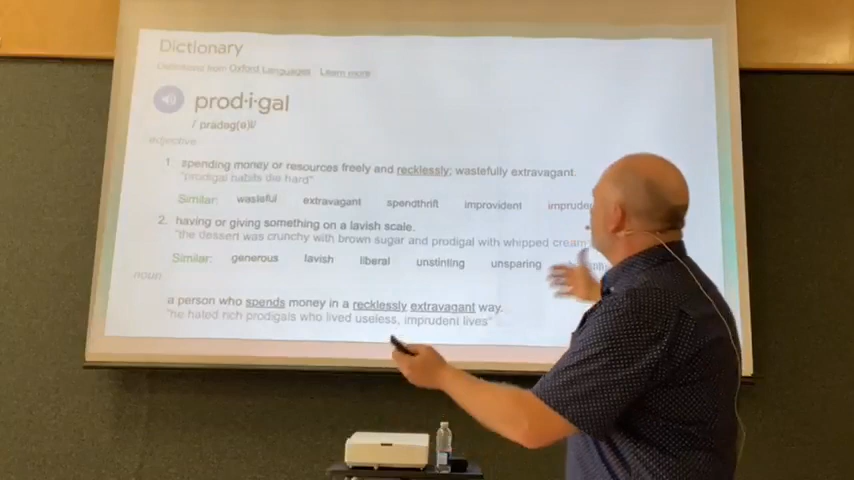 Dictionary
Definitions from Oxford Languages Learn more
prod·i·gal
/ˈprädəɡ(ə)l/
adjective
1. spending money or resources freely and recklessly; wastefully extravagant.
"prodigal habits die hard"
Similar: wasteful extravagant spendthrift improvident
2. having or giving something on a lavish scale.
"the dessert was crunchy with brown sugar and prodigal with whipped cream"
Similar: generous lavish liberal unstinting unsparing
noun
a person who spends money in a recklessly extravagant way.
"he hated rich prodigals who lived useless, imprudent lives"